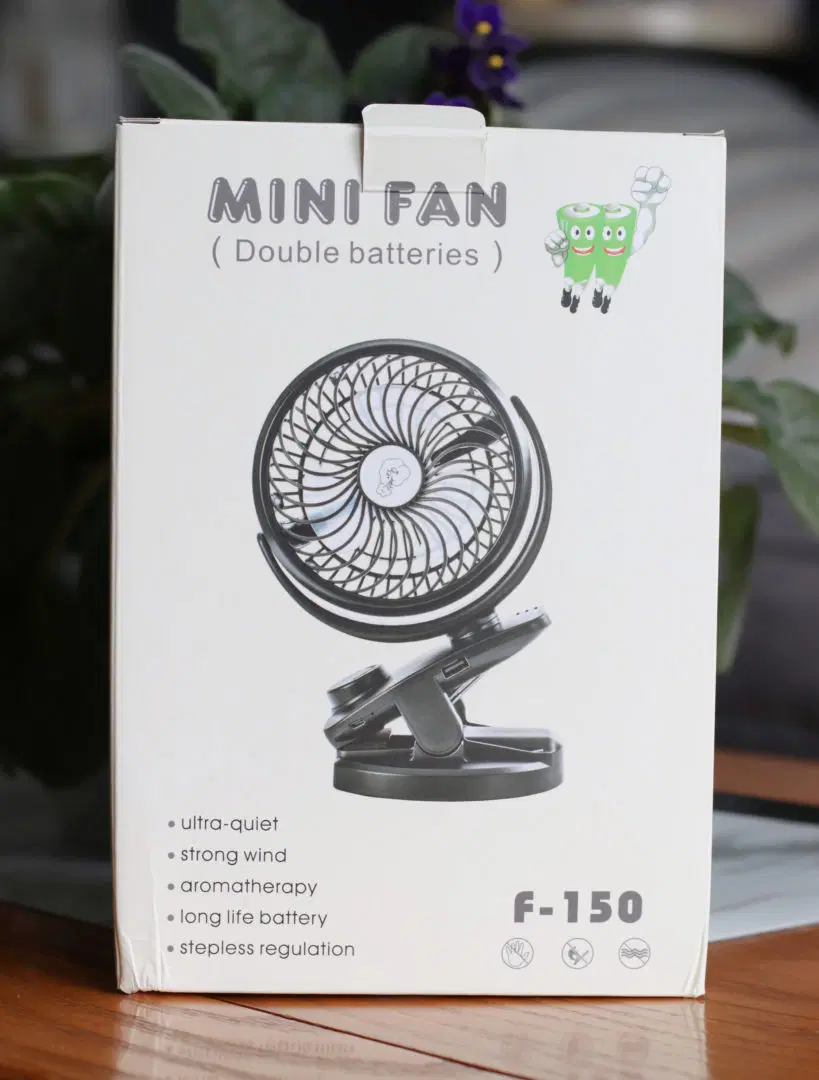 MINI FAN
( Double batteries )
• ultra-quiet
• strong wind
• aromatherapy
• long life battery
• stepless regulation
F-150